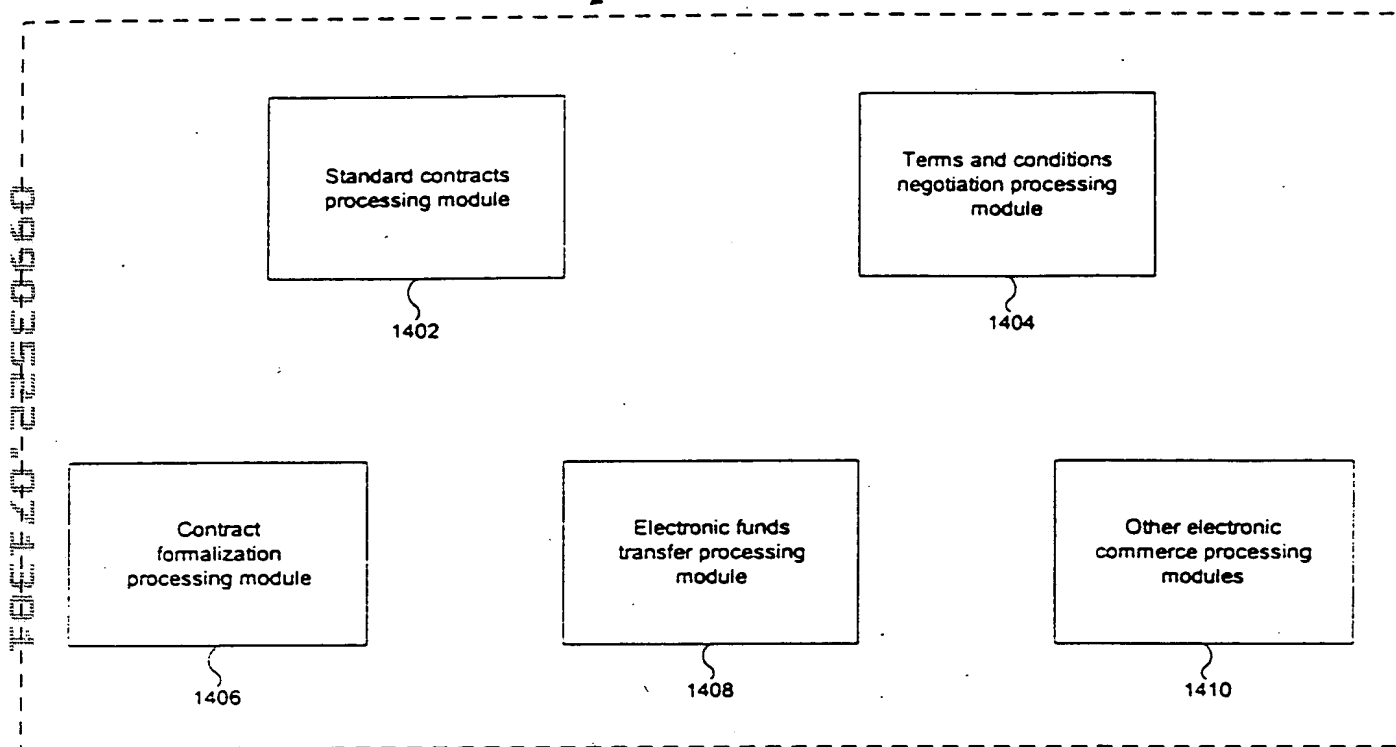 Standard contracts
processing module
1402
Terms and conditions
negotiation processing
module
1404
Contract
formalization
processing module
1406
Electronic funds
transfer processing
module
1408
Other electronic
commerce processing
modules
1410